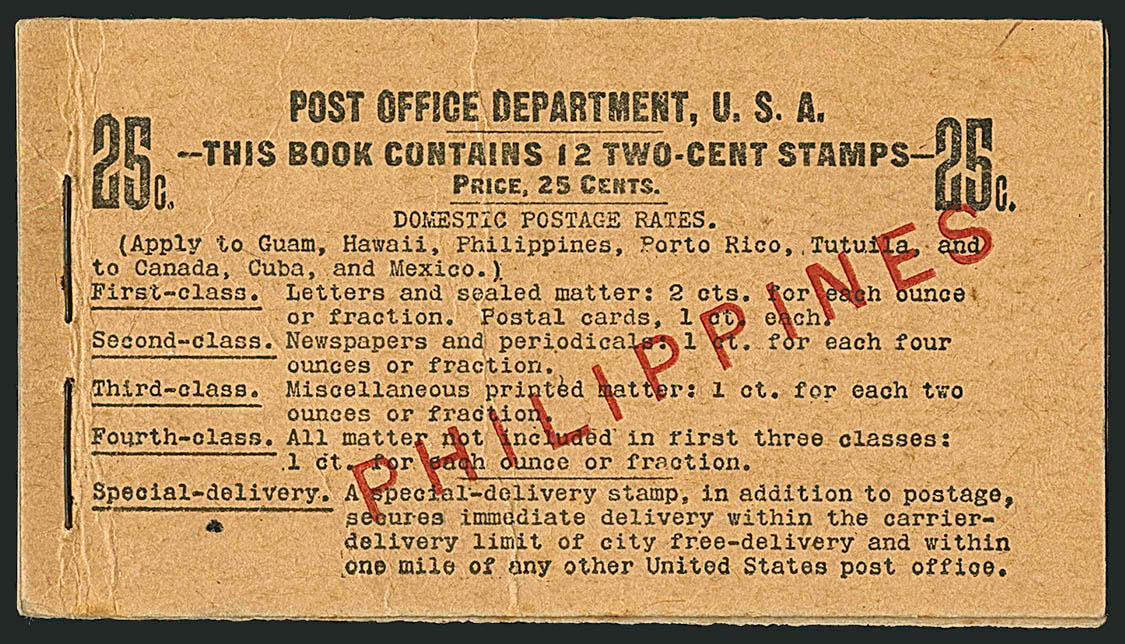 POST OFFICE DEPARTMENT, U. S. A.
25c. --THIS BOOK CONTAINS 12 TWO-CENT STAMPS-- 25c.
PRICE, 25 CENTS.
DOMESTIC POSTAGE RATES.
(Apply to Guam, Hawaii, Philippines, Porto Rico, Tutuila, and
to Canada, Cuba, and Mexico.)
First-class. Letters and sealed matter: 2 cts. for each ounce
or fraction. Postal cards, 1 ct. each.
Second-class. Newspapers and periodicals: 1 ct. for each four
ounces or fraction.
Third-class. Miscellaneous printed matter: 1 ct. for each two
ounces or fraction.
Fourth-class. All matter not included in first three classes:
1 ct. for each ounce or fraction.
Special-delivery. A special-delivery stamp, in addition to postage,
secures immediate delivery within the carrier-
delivery limit of city free-delivery and within
one mile of any other United States post office.
PHILIPPINES